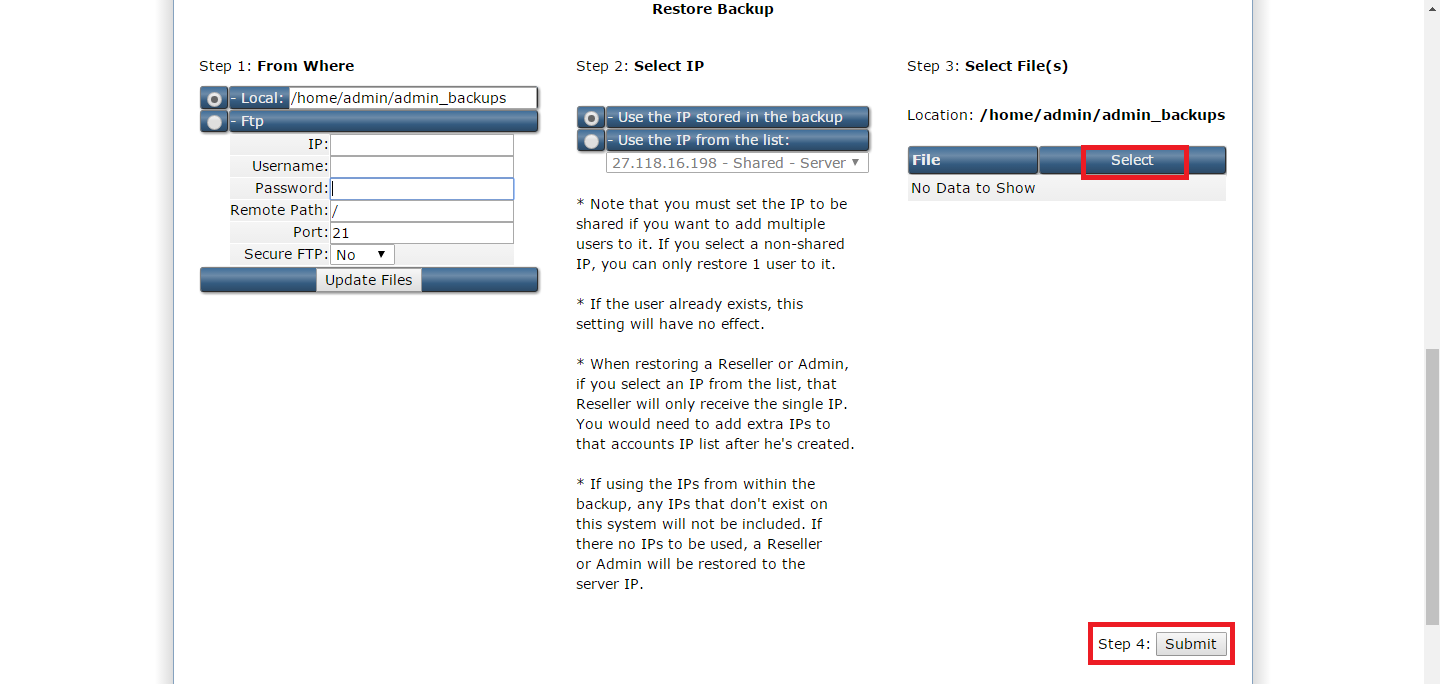 Restore Backup
Step 1: From Where
- Local: /home/admin/admin_backups
- Ftp
IP:
Username:
Password:
Remote Path: /
Port: 21
Secure FTP: No
Update Files
Step 2: Select IP
- Use the IP stored in the backup
- Use the IP from the list:
27.118.16.198 - Shared - Server
* Note that you must set the IP to be
shared if you want to add multiple
users to it. If you select a non-shared
IP, you can only restore 1 user to it.
* If the user already exists, this
setting will have no effect.
* When restoring a Reseller or Admin,
if you select an IP from the list, that
Reseller will only receive the single IP.
You would need to add extra IPs to
that accounts IP list after he's created.
* If using the IPs from within the
backup, any IPs that don't exist on
this system will not be included. If
there no IPs to be used, a Reseller
or Admin will be restored to the
server IP.
Step 3: Select File(s)
Location: /home/admin/admin_backups
File Select
No Data to Show
Step 4: Submit